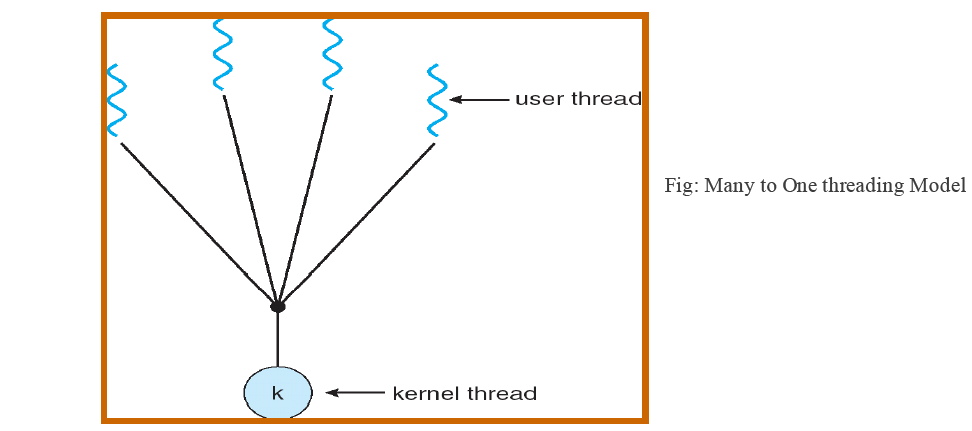 user thread
Fig: Many to One threading Model
k
kernel thread